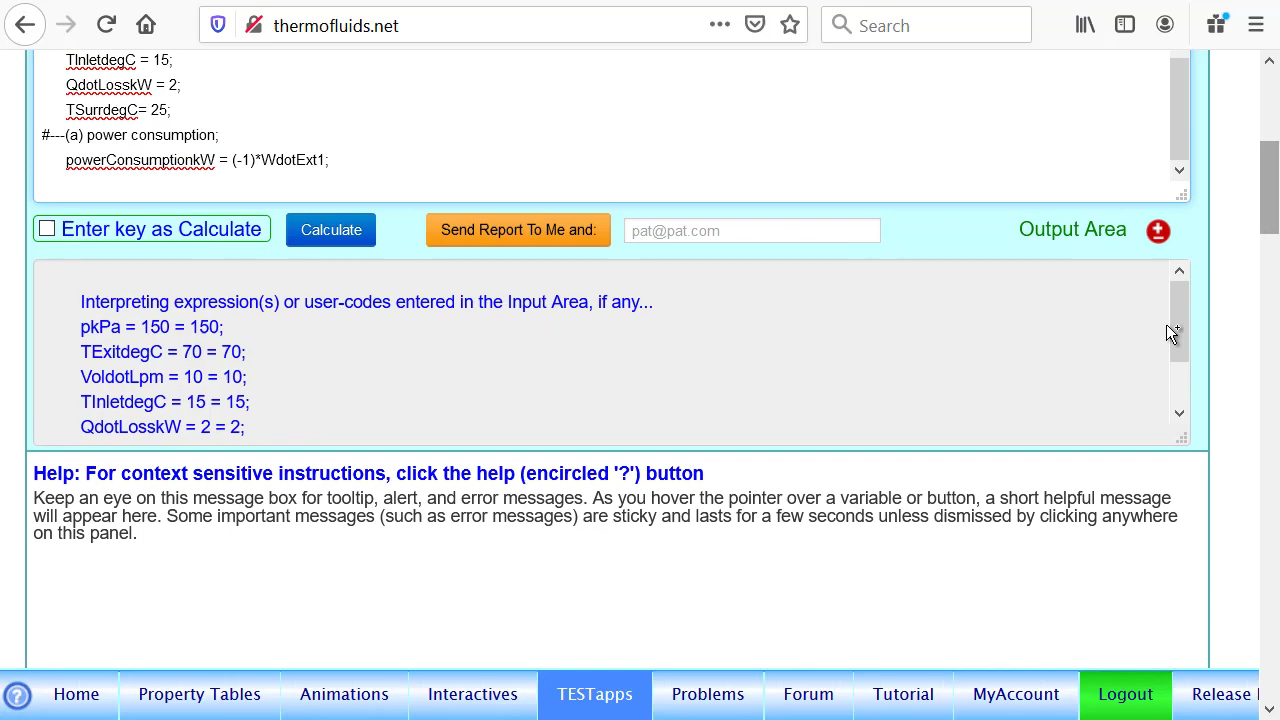 thermofluids.net
Search
TInletdegC = 15;
QdotLosskW = 2;
TSurrdegC= 25;
#---(a) power consumption;
powerConsumptionkW = (-1)*WdotExt1;
Enter key as Calculate
Calculate
Send Report To Me and:
pat@pat.com
Output Area
Interpreting expression(s) or user-codes entered in the Input Area, if any...
pkPa = 150 = 150;
TExitdegC = 70 = 70;
VoldotLpm = 10 = 10;
TInletdegC = 15 = 15;
QdotLosskW = 2 = 2;
Help: For context sensitive instructions, click the help (encircled '?') button
Keep an eye on this message box for tooltip, alert, and error messages. As you hover the pointer over a variable or button, a short helpful message
will appear here. Some important messages (such as error messages) are sticky and lasts for a few seconds unless dismissed by clicking anywhere
on this panel.
? Home Property Tables Animations Interactives TESTapps Problems Forum Tutorial MyAccount Logout Release